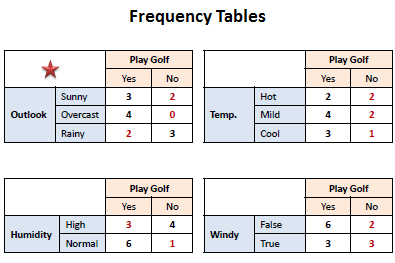 Frequency Tables
Play Golf
Yes No
Outlook Sunny 3 2
Overcast 4 0
Rainy 2 3
Play Golf
Yes No
Temp. Hot 2 2
Mild 4 2
Cool 3 1
Play Golf
Yes No
Humidity High 3 4
Normal 6 1
Play Golf
Yes No
Windy False 6 2
True 3 3